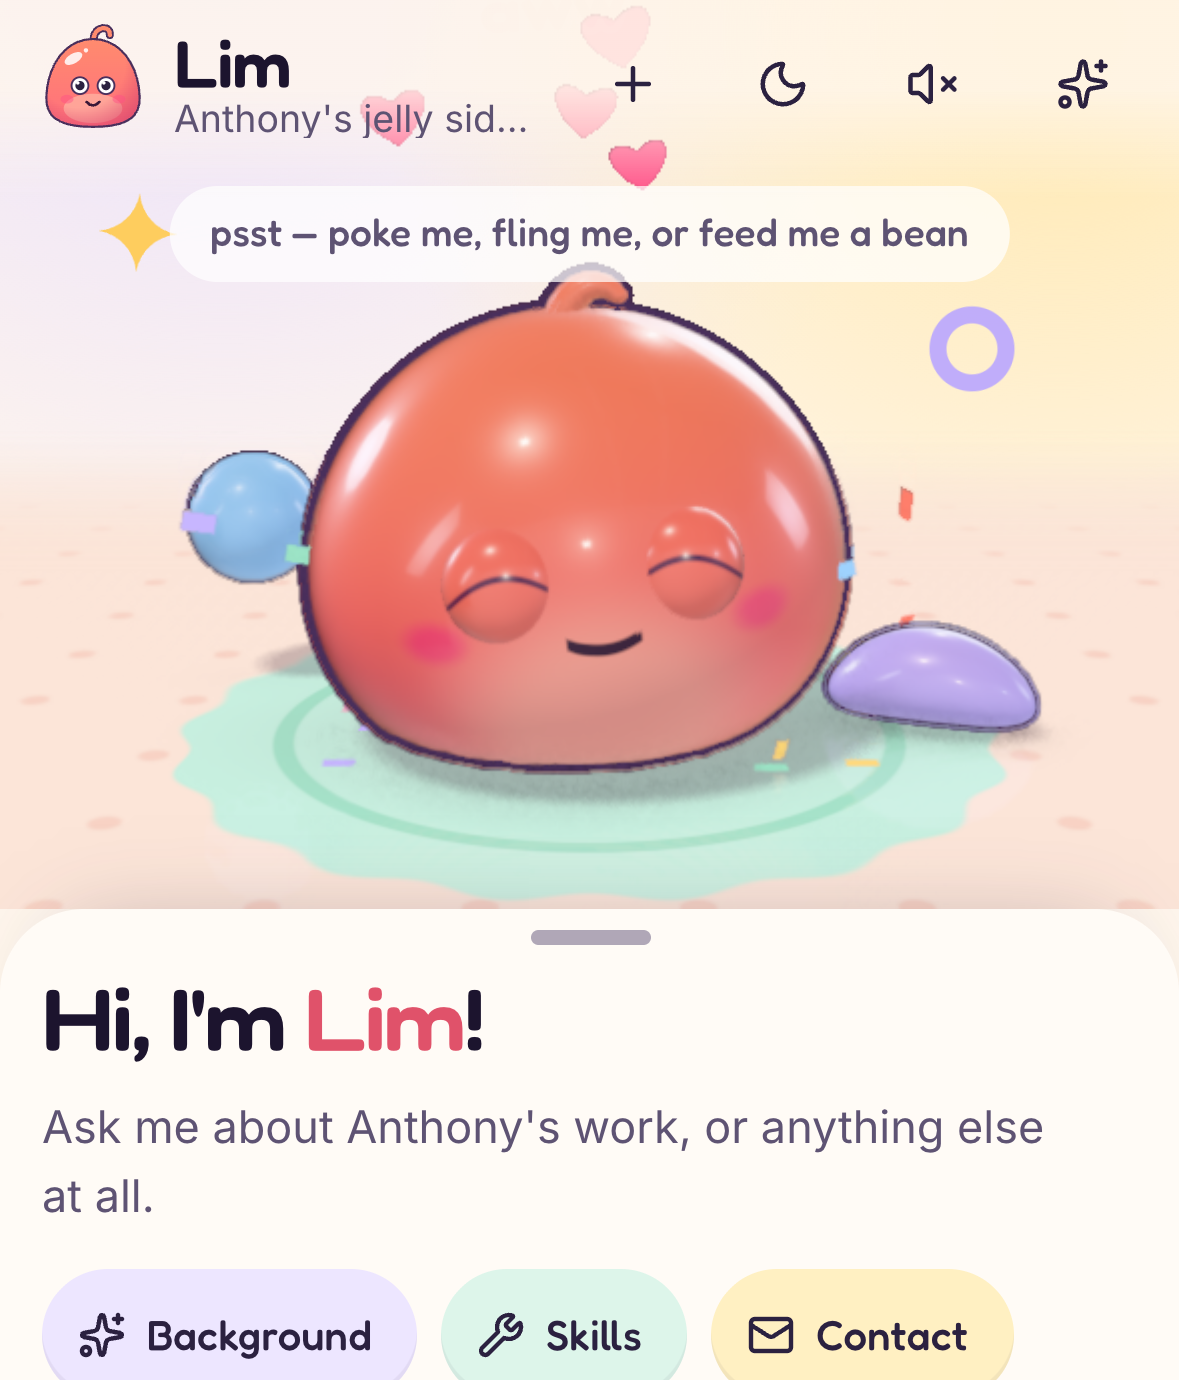 Lim
Anthony's jelly sid...
psst — poke me, fling me, or feed me a bean
Hi, I'm Lim!
Ask me about Anthony's work, or anything else
at all.
Background
Skills
Contact